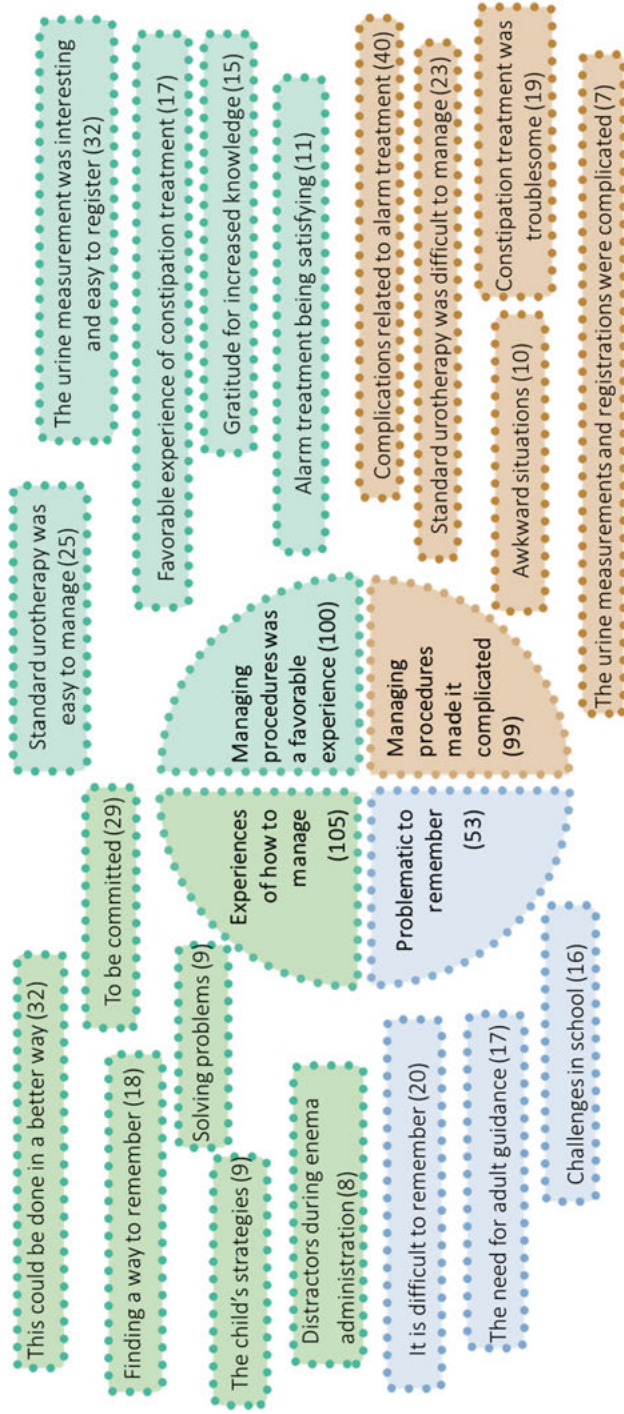 This could be done in a better way (32)
To be committed (29)
Finding a way to remember (18)
Solving problems (9)
The child's strategies (9)
Distractors during enema
administration (8)
Experiences
of how to
manage
(105)
Standard urotherapy was
easy to manage (25)
The urine measurement was interesting
and easy to register (32)
Favorable experience of constipation treatment (17)
Gratitude for increased knowledge (15)
Alarm treatment being satisfying (11)
Managing
procedures was
a favorable
experience (100)
Problematic to
remember
(53)
It is difficult to remember (20)
The need for adult guidance (17)
Challenges in school (16)
Managing
procedures
made it
complicated
(99)
Complications related to alarm treatment (40)
Standard urotherapy was difficult to manage (23)
Constipation treatment was
troublesome (19)
Awkward situations (10)
The urine measurements and registrations were complicated (7)